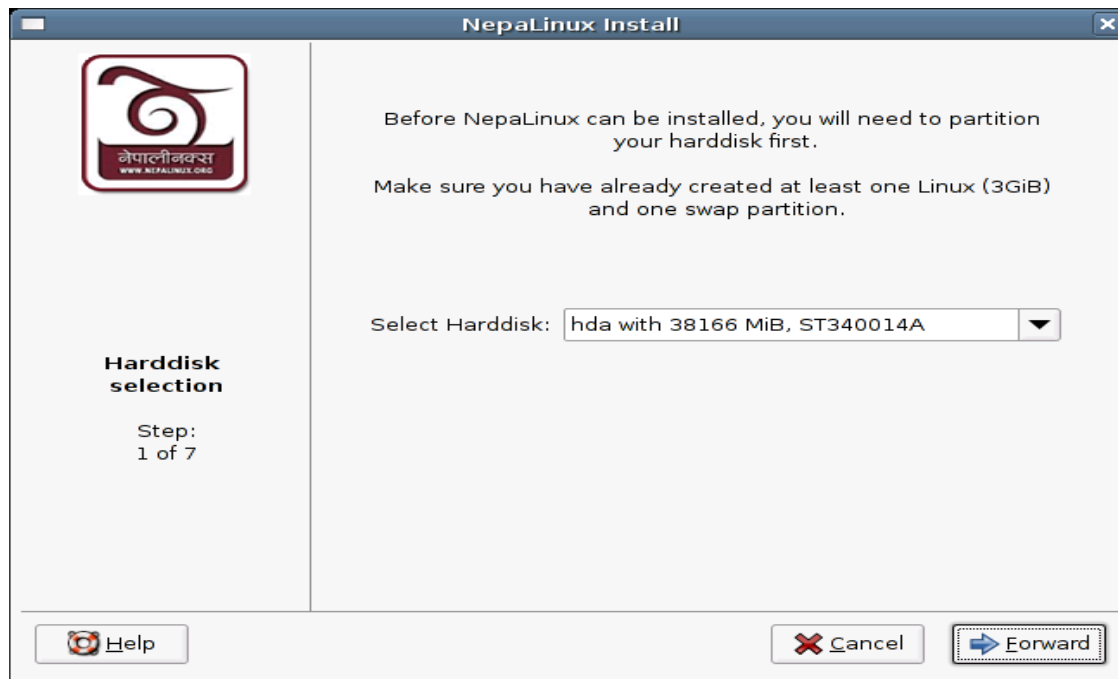 NepaLinux Install
नेपालीनक्स
WWW.NEPALINUX.ORG
Before NepaLinux can be installed, you will need to partition
your harddisk first.
Make sure you have already created at least one Linux (3GiB)
and one swap partition.
Select Harddisk: hda with 38166 MiB, ST340014A
Harddisk
selection
Step:
1 of 7
Help
Cancel
Forward